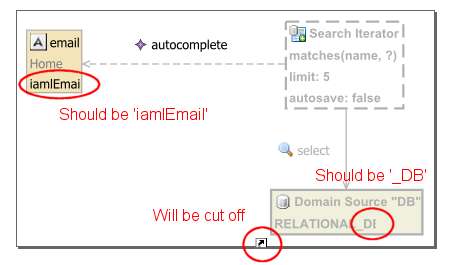 A email
Home
iamlEmai
autocomplete
Search Iterator
matches(name, ?)
limit: 5
autosave: false
Should be 'iamlEmail'
select
Should be '_DB'
Domain Source "DB"
RELATIONAL_DE
Will be cut off